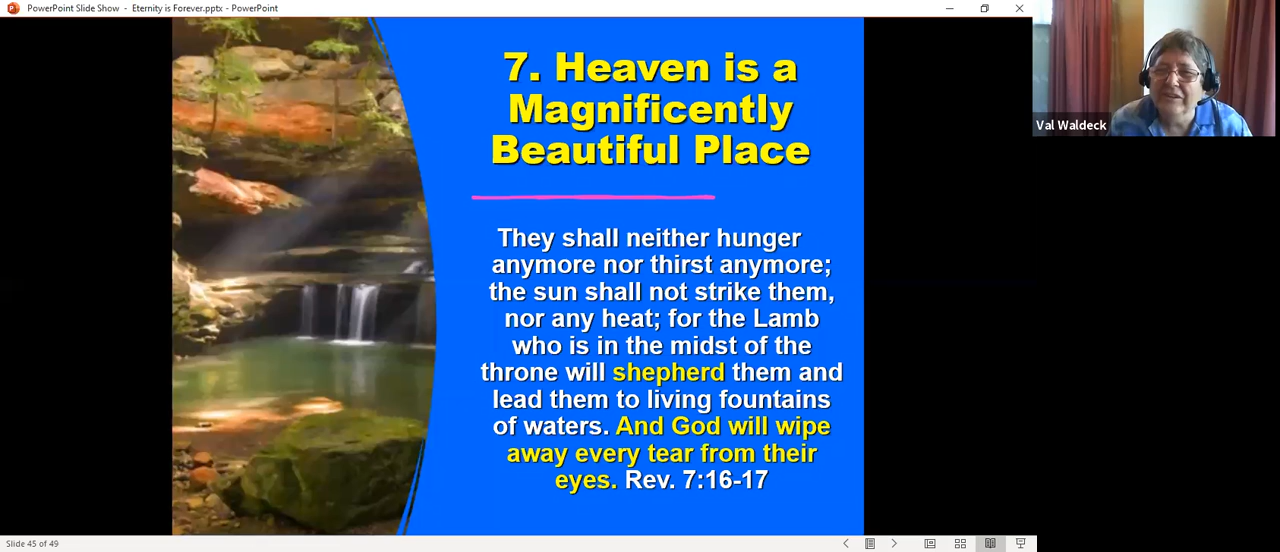 PowerPoint Slide Show - Eternity is Forever.pptx - PowerPoint
7. Heaven is a
Magnificently
Beautiful Place
They shall neither hunger
anymore nor thirst anymore;
the sun shall not strike them,
nor any heat; for the Lamb
who is in the midst of the
throne will shepherd them and
lead them to living fountains
of waters. And God will wipe
away every tear from their
eyes. Rev. 7:16-17
Val Waldeck
Slide 45 of 49